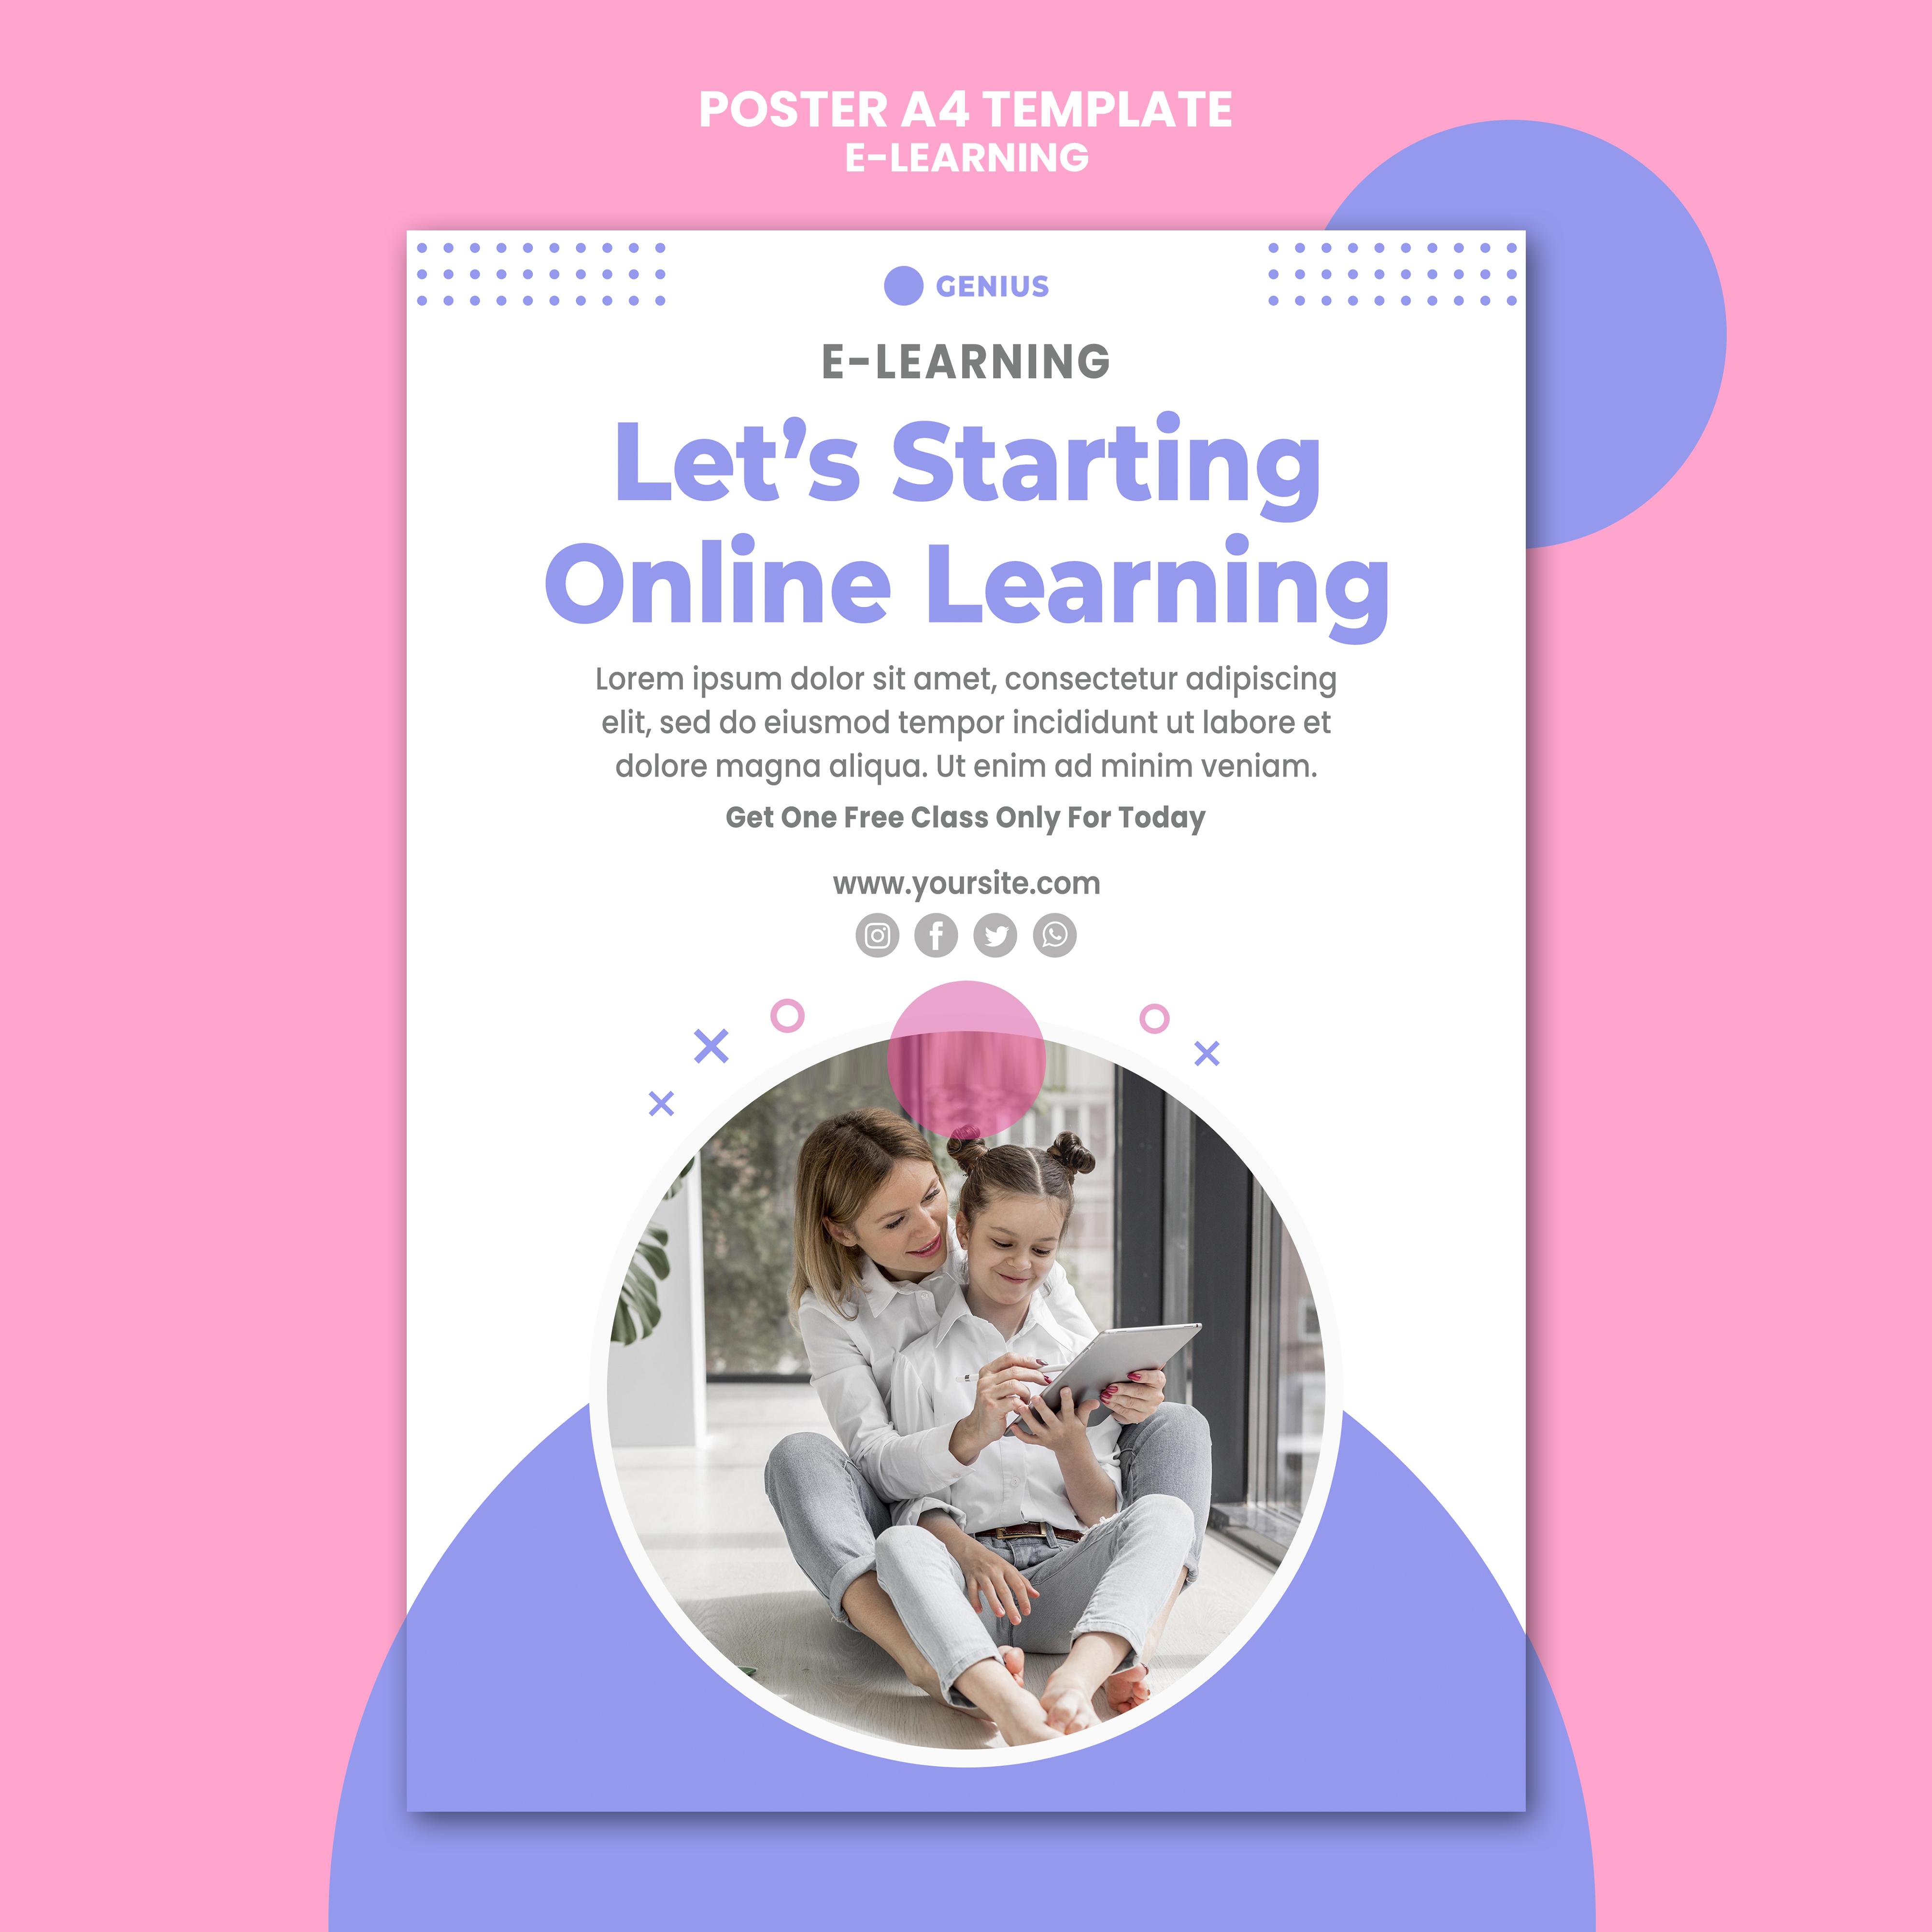 POSTER A4 TEMPLATE
E-LEARNING
GENIUS
E-LEARNING
Let’s Starting
Online Learning
Lorem ipsum dolor sit amet, consectetur adipiscing
elit, sed do eiusmod tempor incididunt ut labore et
dolore magna aliqua. Ut enim ad minim veniam.
Get One Free Class Only For Today
www.yoursite.com